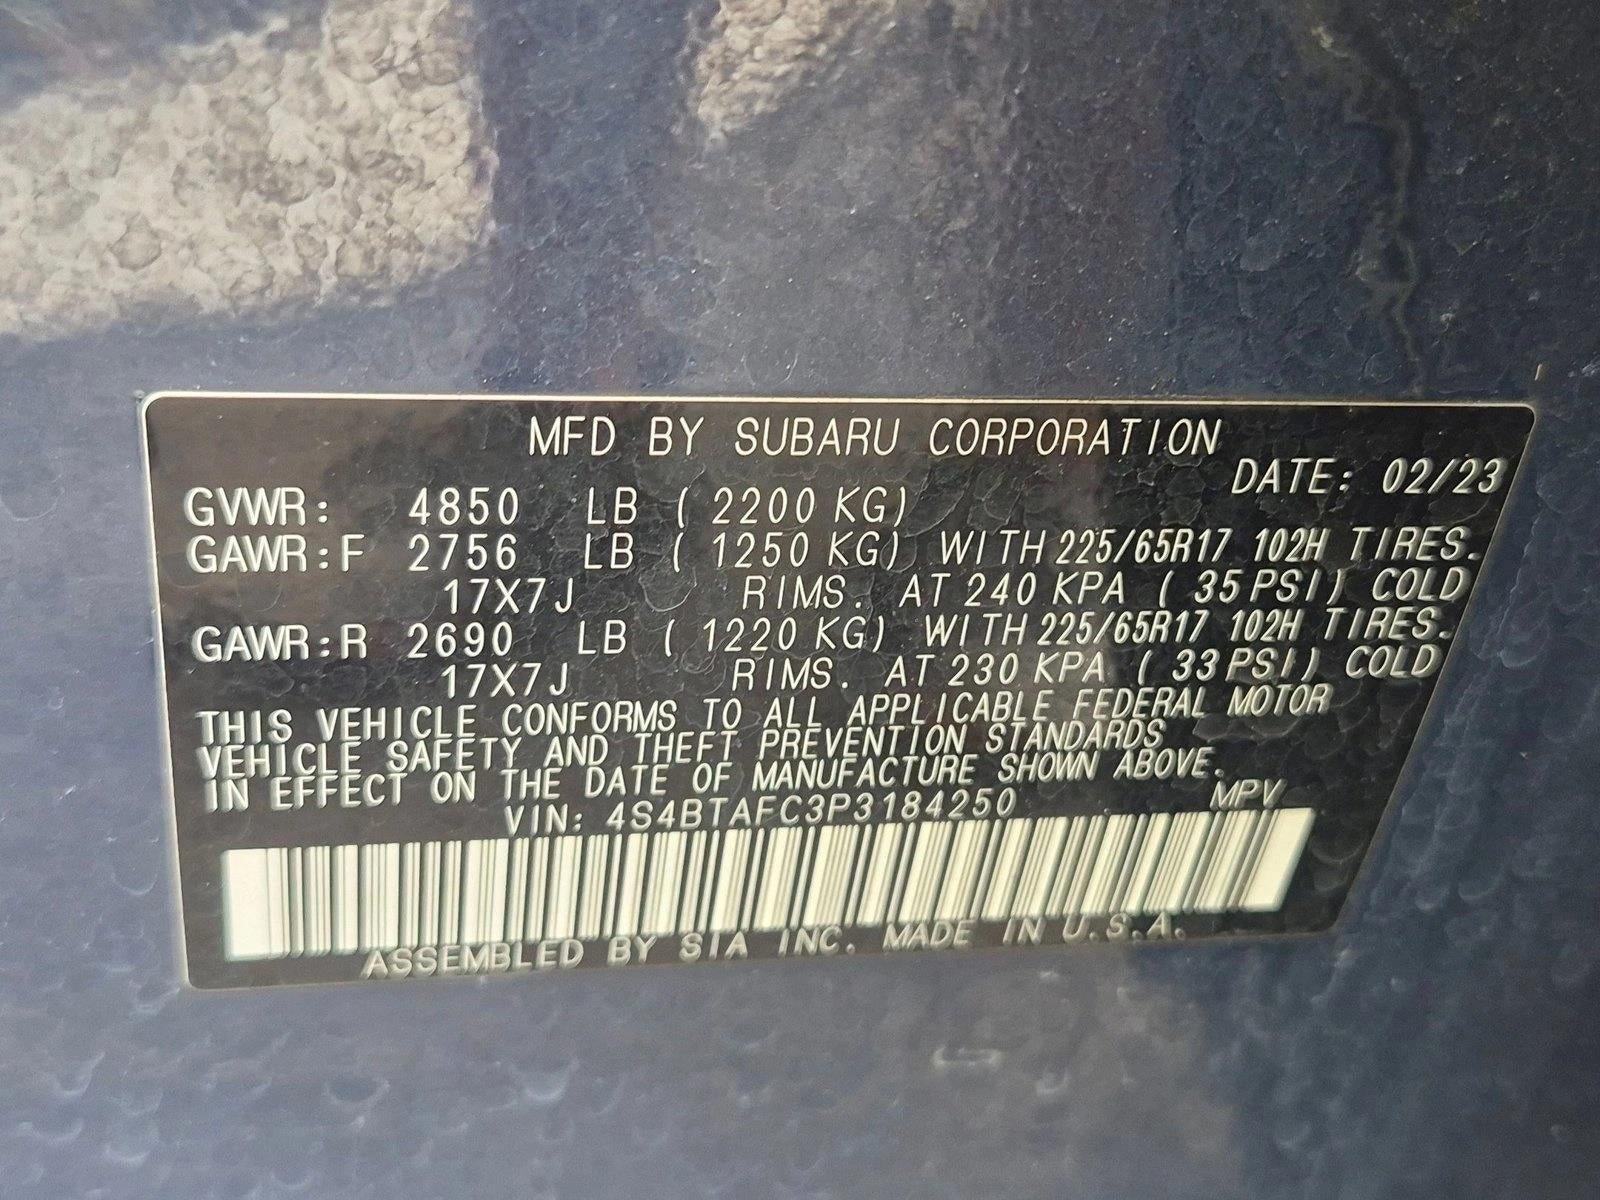 MFD BY SUBARU CORPORATION
DATE: 02/23
GVWR: 4850 LB ( 2200 KG)
GAWR:F 2756 LB ( 1250 KG) WITH 225/65R17 102H TIRES.
17X7J RIMS. AT 240 KPA ( 35 PSI) COLD
GAWR:R 2690 LB ( 1220 KG) WITH 225/65R17 102H TIRES.
17X7J RIMS. AT 230 KPA ( 33 PSI) COLD
THIS VEHICLE CONFORMS TO ALL APPLICABLE FEDERAL MOTOR
VEHICLE SAFETY AND THEFT PREVENTION STANDARDS
IN EFFECT ON THE DATE OF MANUFACTURE SHOWN ABOVE.
VIN: 4S4BTAFC3P3184250 MPV
ASSEMBLED BY SIA INC. MADE IN U.S.A.